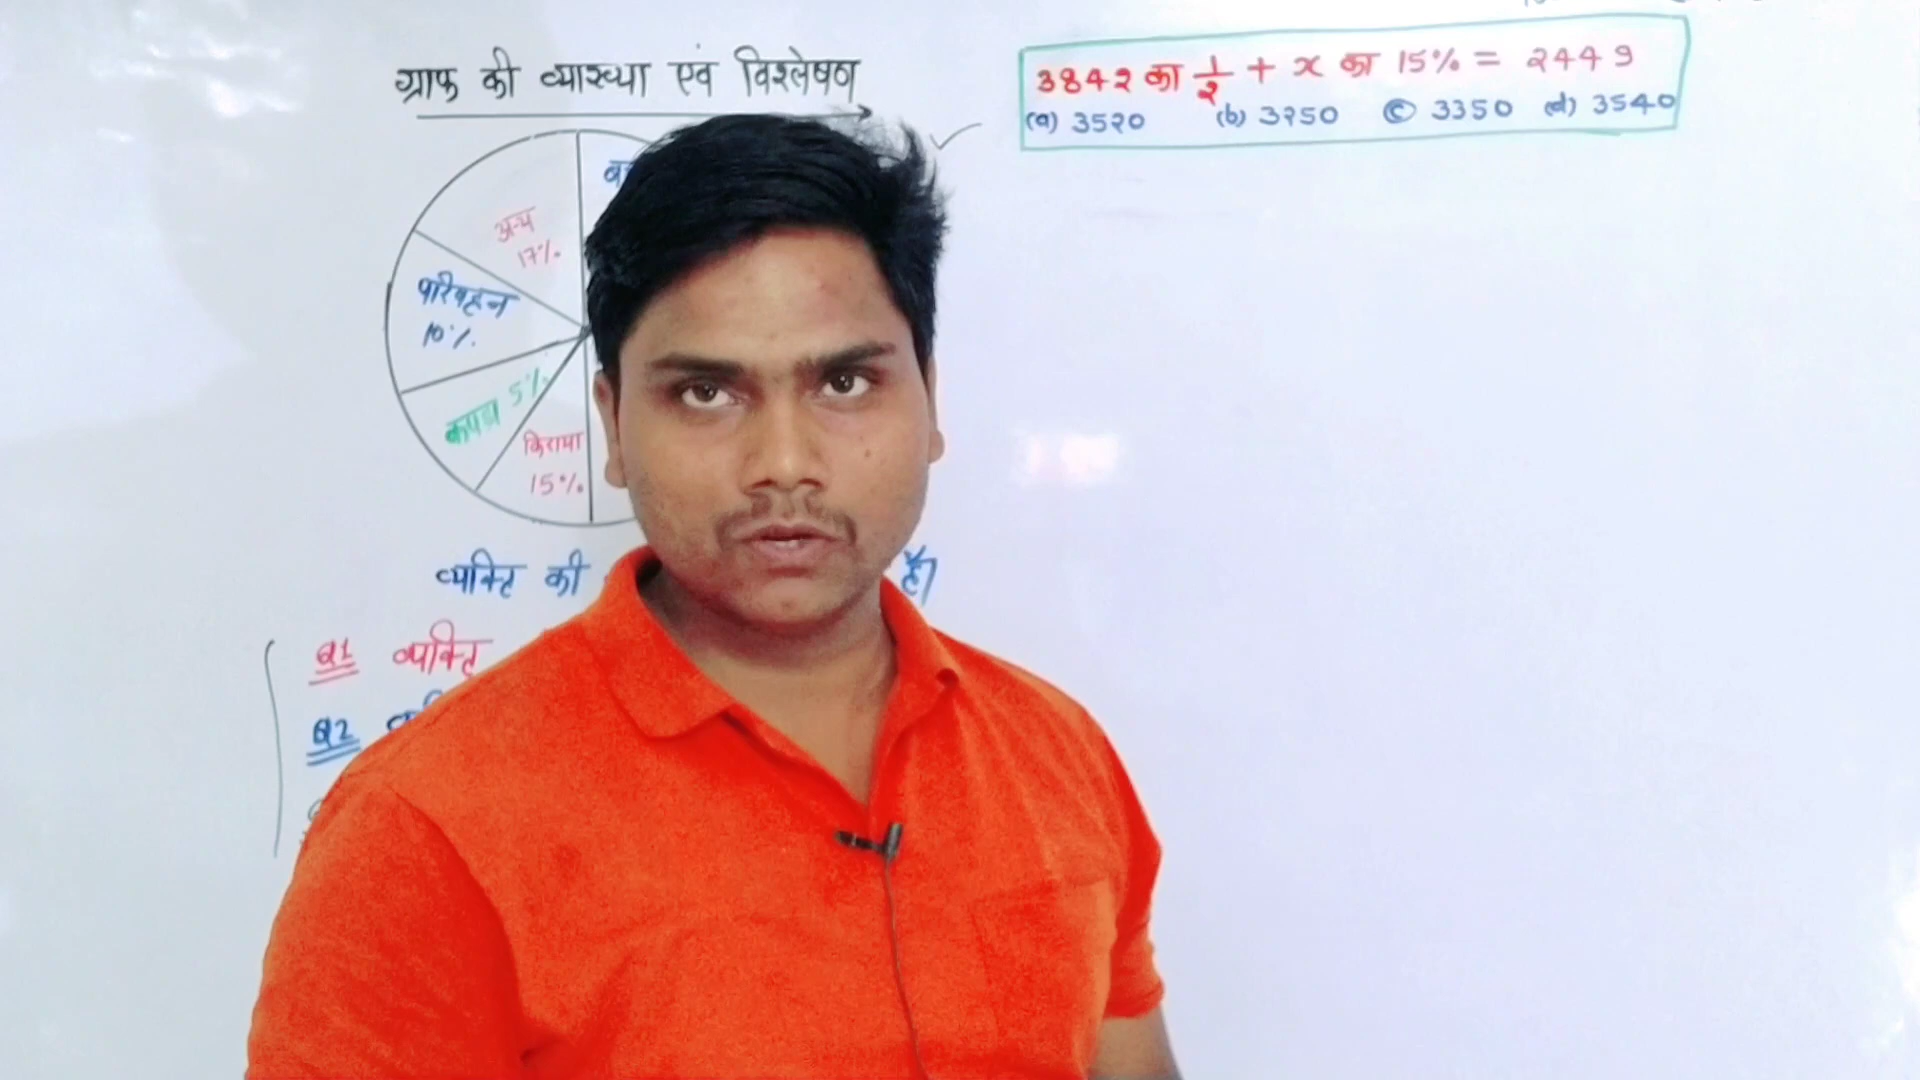 ग्राफ की व्याख्या एवं विश्लेषण
3842 का 1/2 + x का 15% = 2449
(a) 3520 (b) 3250 (c) 3350 (d) 3540
अन्य
17%
परिवहन
10%
कपड़ा 5%
किराया
15%
व्यक्ति की
है।
Q1 व्यक्ति
Q2